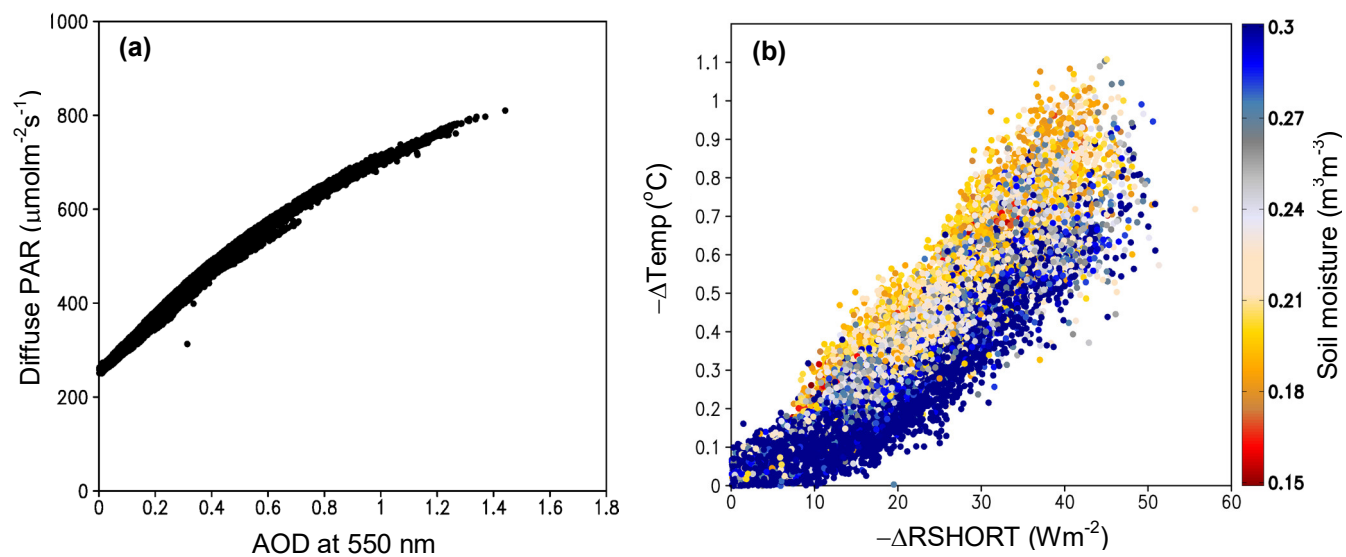 (a)
1000
800
600
400
200
0
Diffuse PAR (μmolm⁻²s⁻¹)
0 0.2 0.4 0.6 0.8 1 1.2 1.4 1.6 1.8
AOD at 550 nm
(b)
1.1
1
0.9
0.8
0.7
0.6
0.5
0.4
0.3
0.2
0.1
0
−ΔTemp (°C)
0 10 20 30 40 50 60
−ΔRSHORT (Wm⁻²)
0.3
0.27
0.24
0.21
0.18
0.15
Soil moisture (m³m⁻³)